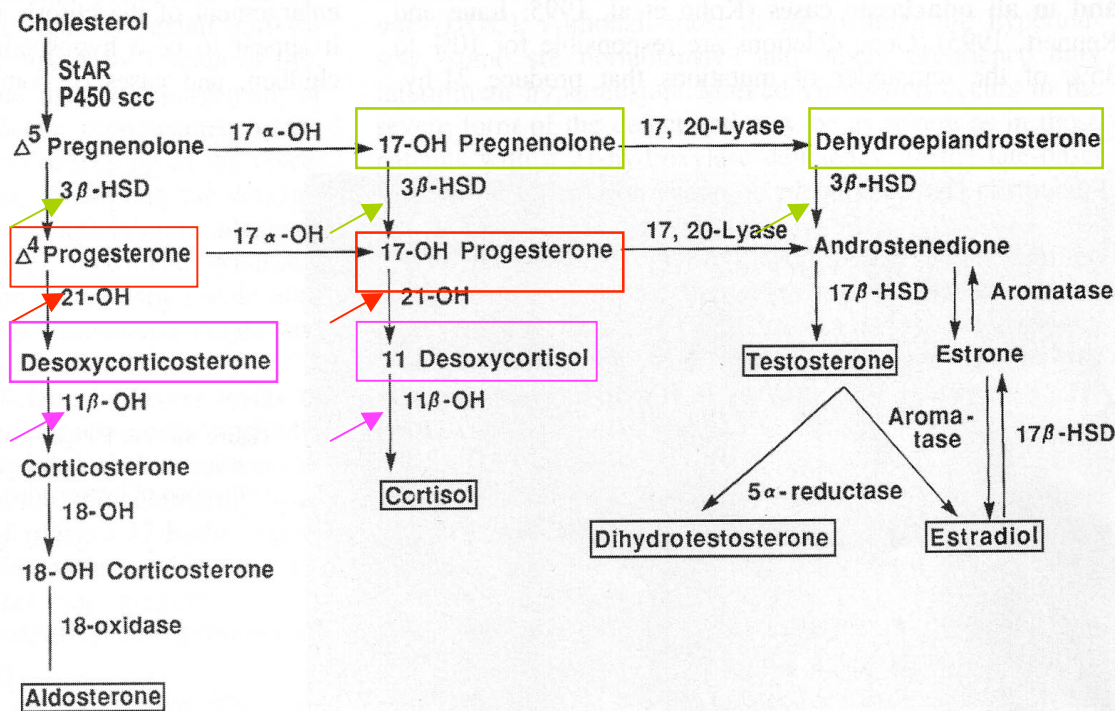 Cholesterol
StAR
P450 scc
Δ5 Pregnenolone
17 α-OH
17-OH Pregnenolone
17, 20-Lyase
Dehydroeplandrosterone
3β-HSD
3β-HSD
3β-HSD
Δ4 Progesterone
17 α-OH
17-OH Progesterone
17, 20-Lyase
Androstenedione
21-OH
21-OH
17β-HSD
Aromatase
Desoxycorticosterone
11 Desoxycortisol
Testosterone
Estrone
11β-OH
11β-OH
Aroma-
tase
17β-HSD
Corticosterone
Cortisol
5α-reductase
18-OH
Dihydrotestosterone
Estradiol
18-OH Corticosterone
18-oxidase
Aldosterone